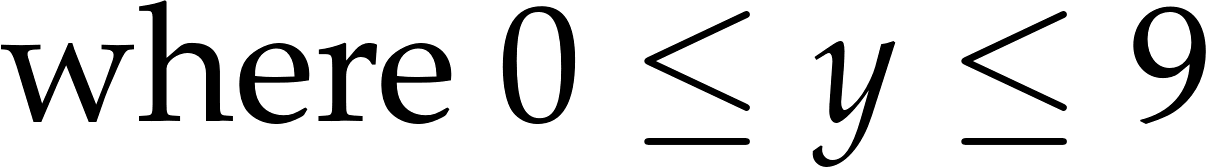 where 0 ≤ y ≤ 9